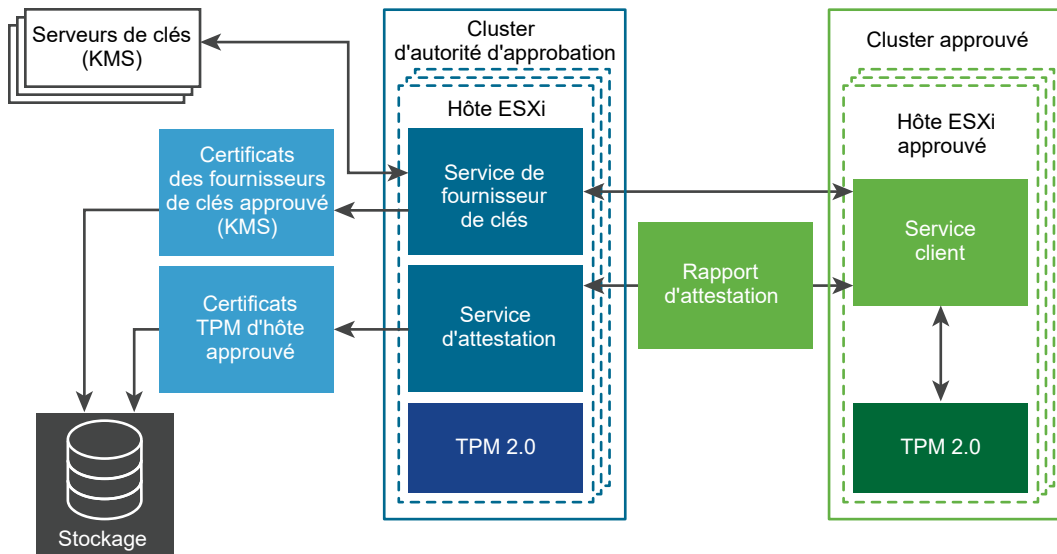 Serveurs de clés
(KMS)
Cluster
d'autorité d'approbation
Cluster approuvé
Hôte ESXi
Hôte ESXi
approuvé
Certificats
des fournisseurs
de clés approuvé
(KMS)
Service de
fournisseur
de clés
Service
client
Rapport
d'attestation
Certificats
TPM d'hôte
approuvé
Service
d'attestation
TPM 2.0
TPM 2.0
Stockage